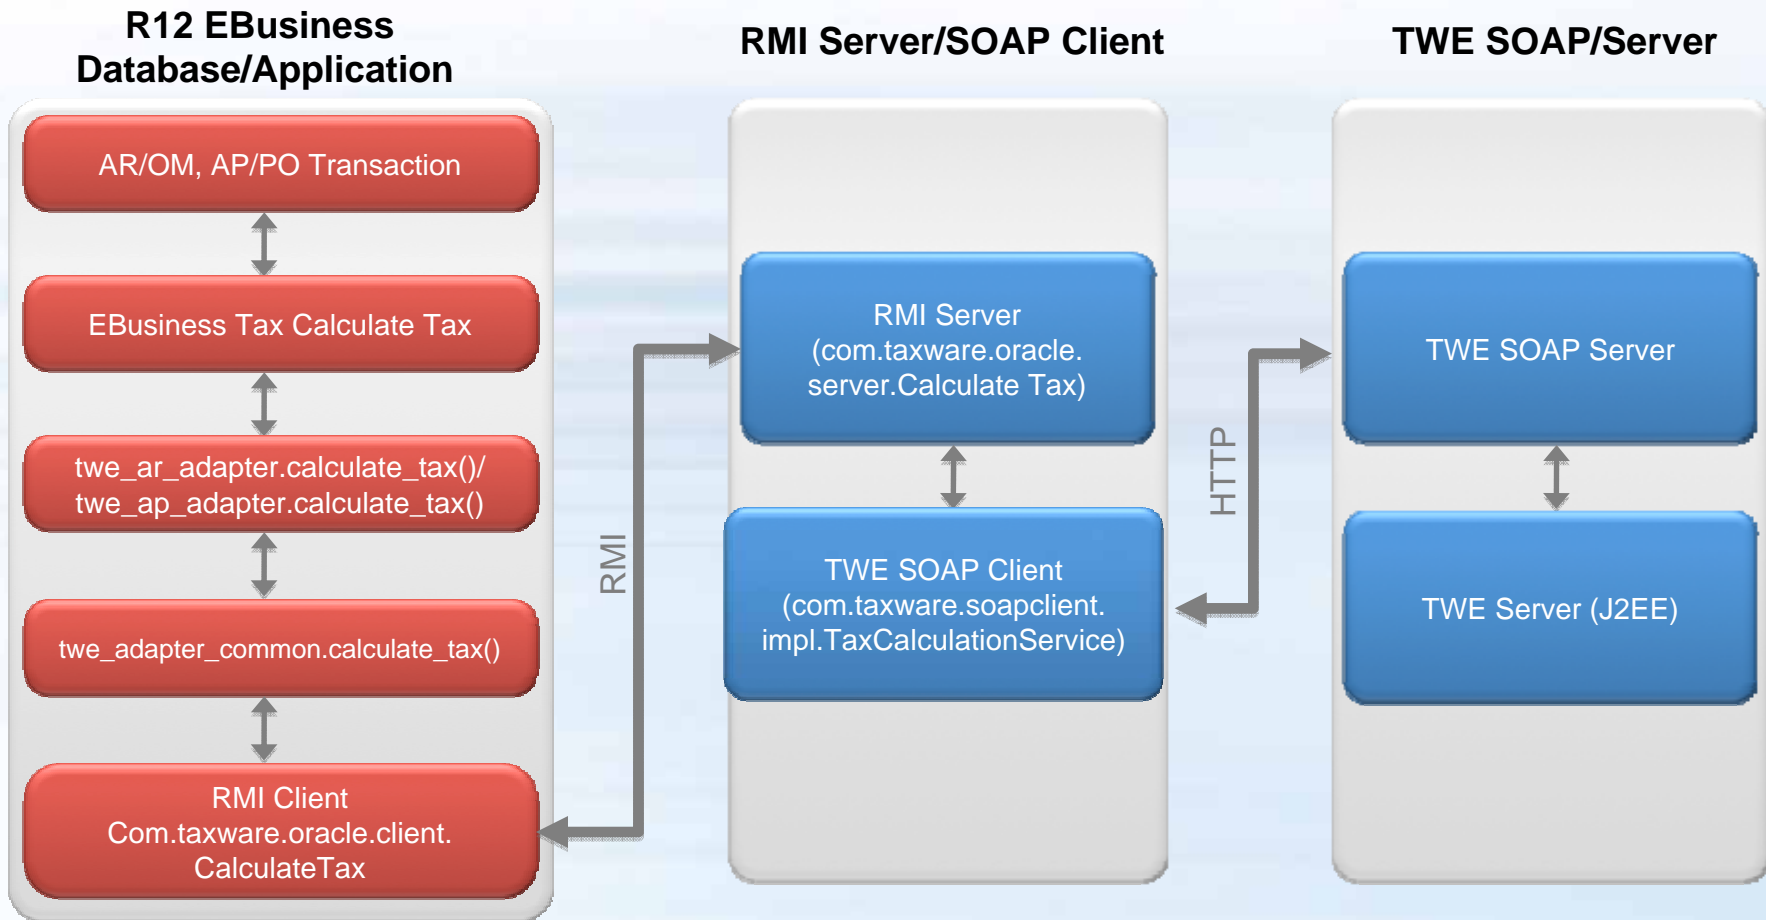 R12 EBusiness
Database/Application
AR/OM, AP/PO Transaction
EBusiness Tax Calculate Tax
twe_ar_adapter.calculate_tax()/
twe_ap_adapter.calculate_tax()
twe_adapter_common.calculate_tax()
RMI Client
Com.taxware.oracle.client.
CalculateTax
RMI
RMI Server/SOAP Client
RMI Server
(com.taxware.oracle.
server.Calculate Tax)
TWE SOAP Client
(com.taxware.soapclient.
impl.TaxCalculationService)
HTTP
TWE SOAP/Server
TWE SOAP Server
TWE Server (J2EE)